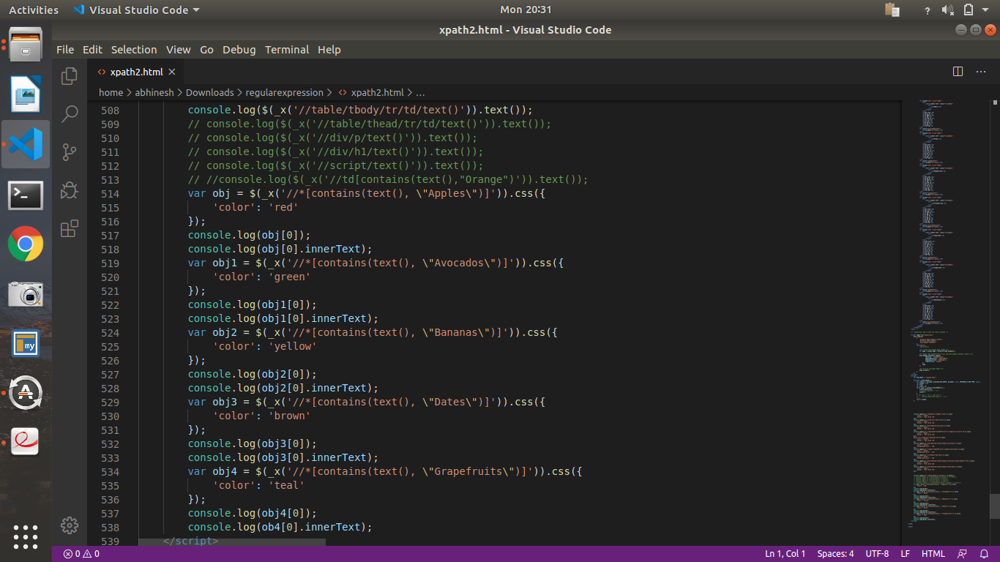 Activities Visual Studio Code Mon 20:31 ?
xpath2.html - Visual Studio Code
File Edit Selection View Go Debug Terminal Help
xpath2.html
home > abhinesh > Downloads > regularexpression > <> xpath2.html > ...
508 console.log($(_x('//table/tbody/tr/td/text()')).text());
509 // console.log($(_x('//table/thead/tr/td/text()')).text());
510 // console.log($(_x('//div/p/text()')).text());
511 // console.log($(_x('//div/h1/text()')).text());
512 // console.log($(_x('//script/text()')).text());
513 // //console.log($(_x('//td[contains(text(),"Orange")')).text());
514 var obj = $(_x('//*[contains(text(), \"Apples\")]')).css({
515 'color': 'red'
516 });
517 console.log(obj[0]);
518 console.log(obj[0].innerText);
519 var obj1 = $(_x('//*[contains(text(), \"Avocados\")]')).css({
520 'color': 'green'
521 });
522 console.log(obj1[0]);
523 console.log(obj1[0].innerText);
524 var obj2 = $(_x('//*[contains(text(), \"Bananas\")]')).css({
525 'color': 'yellow'
526 });
527 console.log(obj2[0]);
528 console.log(obj2[0].innerText);
529 var obj3 = $(_x('//*[contains(text(), \"Dates\")]')).css({
530 'color': 'brown'
531 });
532 console.log(obj3[0]);
533 console.log(obj3[0].innerText);
534 var obj4 = $(_x('//*[contains(text(), \"Grapefruits\")]')).css({
535 'color': 'teal'
536 });
537 console.log(obj4[0]);
538 console.log(ob4[0].innerText);
539 </script>
my
A
0 0 Ln 1, Col 1 Spaces: 4 UTF-8 LF HTML